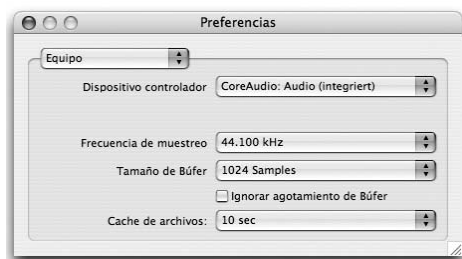 Preferencias
Equipo
Dispositivo controlador CoreAudio: Audio (integriert)
Frecuencia de muestreo 44.100 kHz
Tamaño de Búfer 1024 Samples
Ignorar agotamiento de Búfer
Cache de archivos: 10 sec